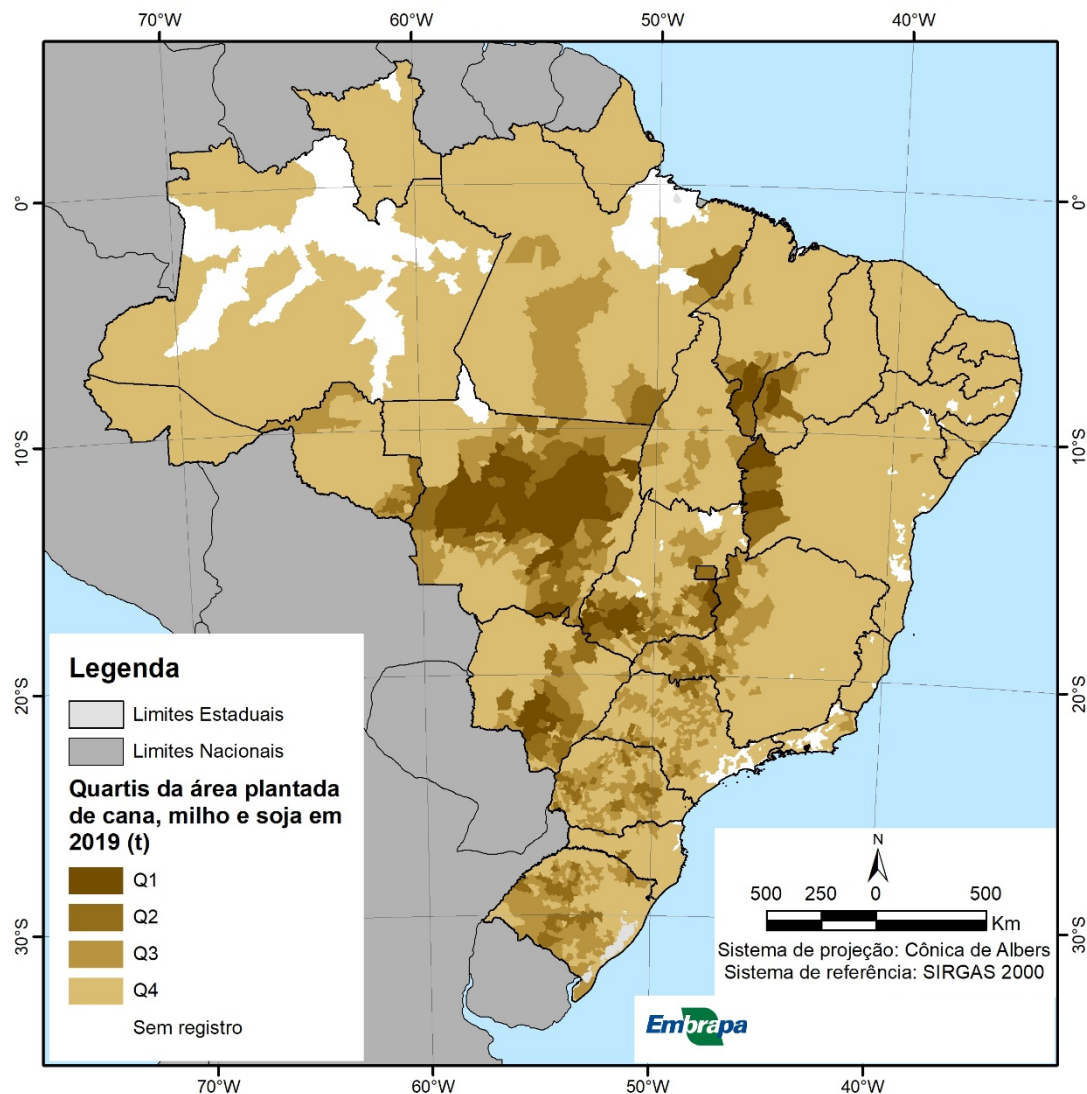 70°W 60°W 50°W 40°W
0° 0°
10°S 10°S
20°S 20°S
30°S 30°S
Legenda
Limites Estaduais
Limites Nacionais
Quartis da área plantada
de cana, milho e soja em
2019 (t)
Q1
Q2
Q3
Q4
Sem registro
N
500 250 0 500
Km
Sistema de projeção: Cônica de Albers
Sistema de referência: SIRGAS 2000
Embrapa
70°W 60°W 50°W 40°W